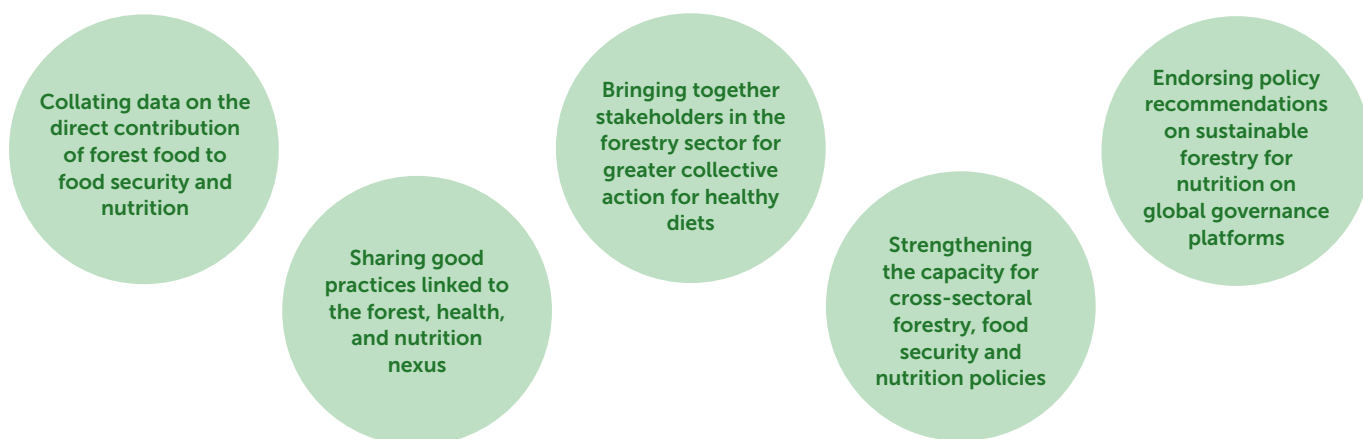 Collating data on the
direct contribution
of forest food to
food security and
nutrition
Sharing good
practices linked to
the forest, health,
and nutrition
nexus
Bringing together
stakeholders in the
forestry sector for
greater collective
action for healthy
diets
Strengthening
the capacity for
cross-sectoral
forestry, food
security and
nutrition policies
Endorsing policy
recommendations
on sustainable
forestry for
nutrition on
global governance
platforms